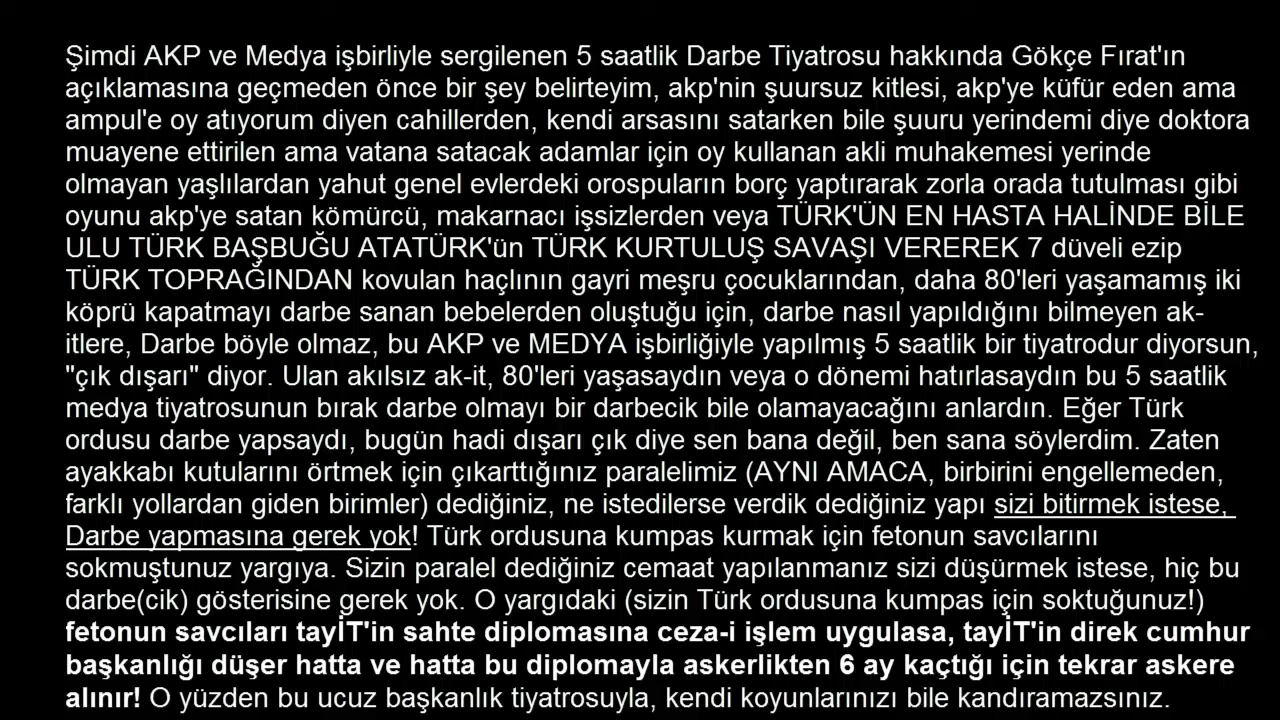 Şimdi AKP ve Medya işbirliyle sergilenen 5 saatlik Darbe Tiyatrosu hakkında Gökçe Fırat'ın
açıklamasına geçmeden önce bir şey belirteyim, akp'nin şuursuz kitlesi, akp'ye küfür eden ama
ampul'e oy atıyorum diyen cahillerden, kendi arsasını satarken bile şuuru yerindemi diye doktora
muayene ettirilen ama vatana satacak adamlar için oy kullanan akli muhakemesi yerinde
olmayan yaşlılardan yahut genel evlerdeki orospuların borç yaptırarak zorla orada tutulması gibi
oyunu akp'ye satan kömürcü, makarnacı işsizlerden veya TÜRK'ÜN EN HASTA HALİNDE BİLE
ULU TÜRK BAŞBUĞU ATATÜRK'ün TÜRK KURTULUŞ SAVAŞI VEREREK 7 düveli ezip
TÜRK TOPRAĞINDAN kovulan haçlının gayri meşru çocuklarından, daha 80'leri yaşamamış iki
köprü kapatmayı darbe sanan bebelerden oluştuğu için, darbe nasıl yapıldığını bilmeyen ak-
itlere, Darbe böyle olmaz, bu AKP ve MEDYA işbirliğiyle yapılmış 5 saatlik bir tiyatrodur diyorsun,
"çık dışarı" diyor. Ulan akılsız ak-it, 80'leri yaşasaydın veya o dönemi hatırlasaydın bu 5 saatlik
medya tiyatrosunun bırak darbe olmayı bir darbecik bile olamayacağını anlardın. Eğer Türk
ordusu darbe yapsaydı, bugün hadi dışarı çık diye sen bana değil, ben sana söylerdim. Zaten
ayakkabı kutularını örtmek için çıkarttığınız paralelimiz (AYNI AMACA, birbirini engellemeden,
farklı yollardan giden birimler) dediğiniz, ne istedilerse verdik dediğiniz yapı sizi bitirmek istese,
Darbe yapmasına gerek yok! Türk ordusuna kumpas kurmak için fetonun savcılarını
sokmuştunuz yargıya. Sizin paralel dediğiniz cemaat yapılanmanız sizi düşürmek istese, hiç bu
darbe(cik) gösterisine gerek yok. O yargıdaki (sizin Türk ordusuna kumpas için soktuğunuz!)
fetonun savcıları tayİT'in sahte diplomasına ceza-i işlem uygulasa, tayİT'in direk cumhur
başkanlığı düşer hatta ve hatta bu diplomayla askerlikten 6 ay kaçtığı için tekrar askere
alınır! O yüzden bu ucuz başkanlık tiyatrosuyla, kendi koyunlarınızı bile kandıramazsınız.